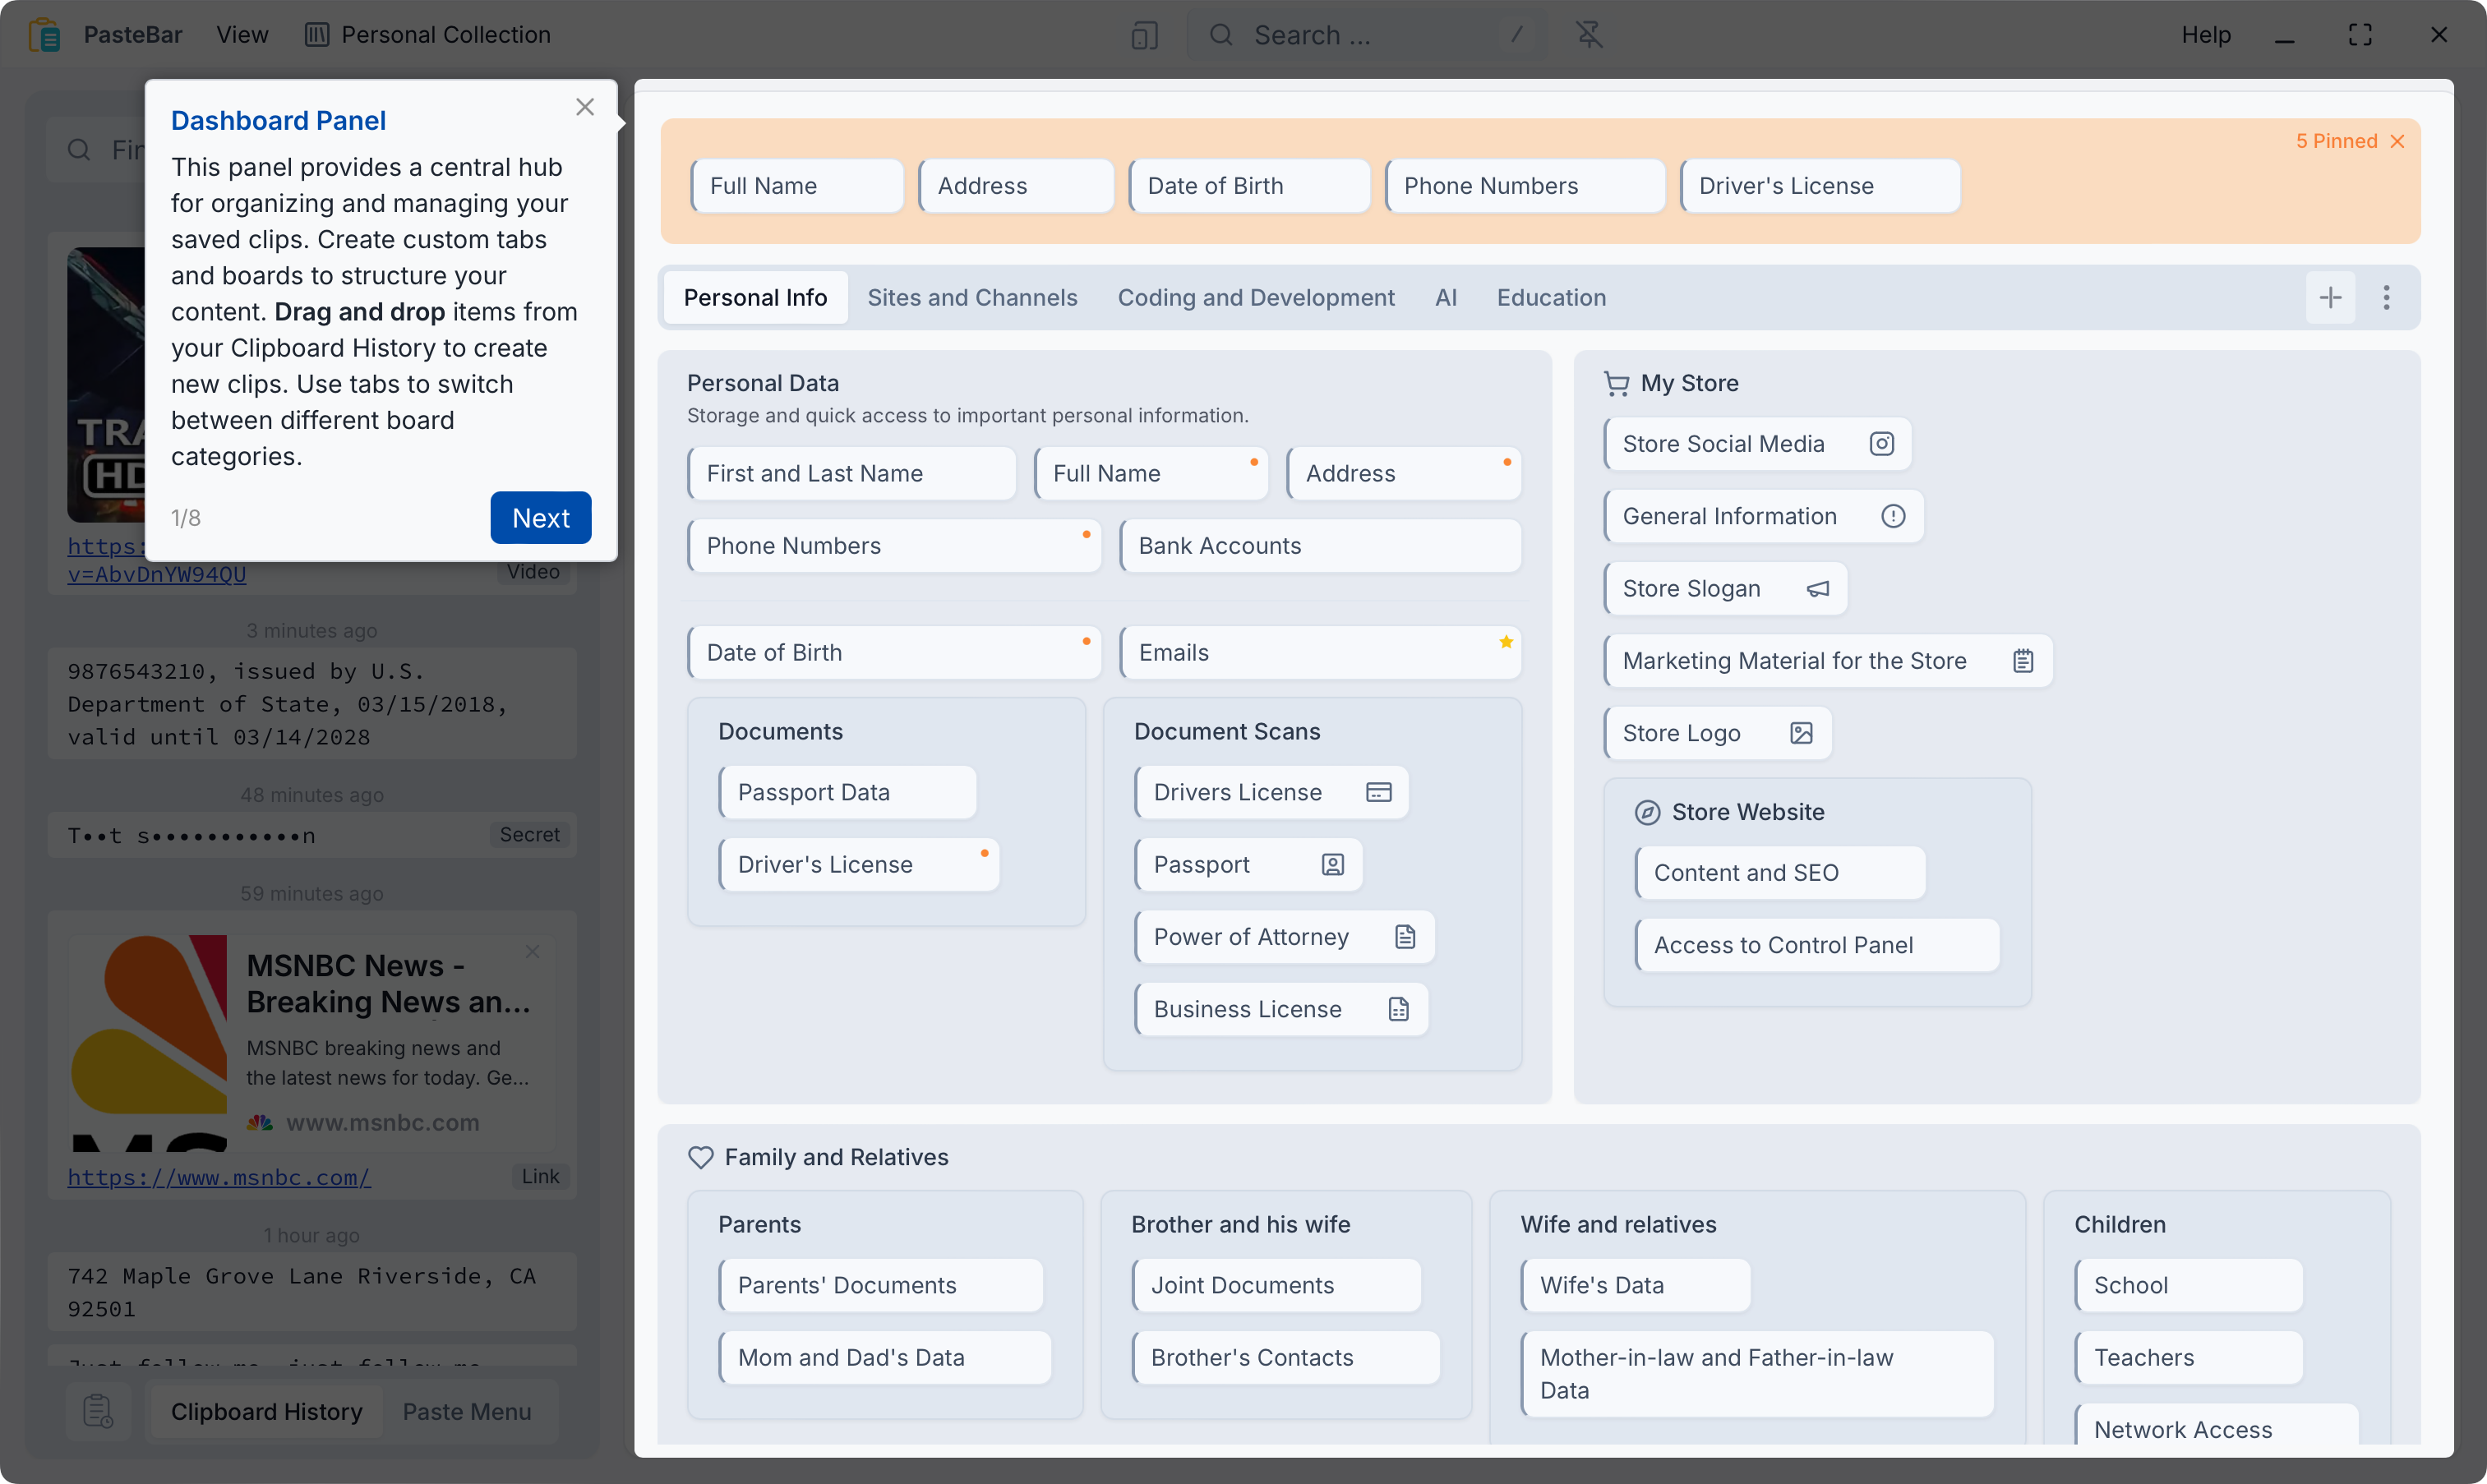 PasteBar
View
Personal Collection
Search ...
/
Help
Dashboard Panel
This panel provides a central hub
for organizing and managing your
saved clips. Create custom tabs
and boards to structure your
content. Drag and drop items from
your Clipboard History to create
new clips. Use tabs to switch
between different board
categories.
1/8
Next
https:
v=AbvDnYW94QU
Video
3 minutes ago
9876543210, issued by U.S.
Department of State, 03/15/2018,
valid until 03/14/2028
48 minutes ago
T••t s•••••••••••n
Secret
59 minutes ago
MSNBC News -
Breaking News an...
MSNBC breaking news and
the latest news for today. Ge...
www.msnbc.com
https://www.msnbc.com/
Link
1 hour ago
742 Maple Grove Lane Riverside, CA
92501
Clipboard History
Paste Menu
5 Pinned
Full Name
Address
Date of Birth
Phone Numbers
Driver's License
Personal Info
Sites and Channels
Coding and Development
AI
Education
Personal Data
Storage and quick access to important personal information.
First and Last Name
Full Name
Address
Phone Numbers
Bank Accounts
Date of Birth
Emails
Documents
Passport Data
Driver's License
Document Scans
Drivers License
Passport
Power of Attorney
Business License
My Store
Store Social Media
General Information
Store Slogan
Marketing Material for the Store
Store Logo
Store Website
Content and SEO
Access to Control Panel
Family and Relatives
Parents
Parents' Documents
Mom and Dad's Data
Brother and his wife
Joint Documents
Brother's Contacts
Wife and relatives
Wife's Data
Mother-in-law and Father-in-law
Data
Children
School
Teachers
Network Access